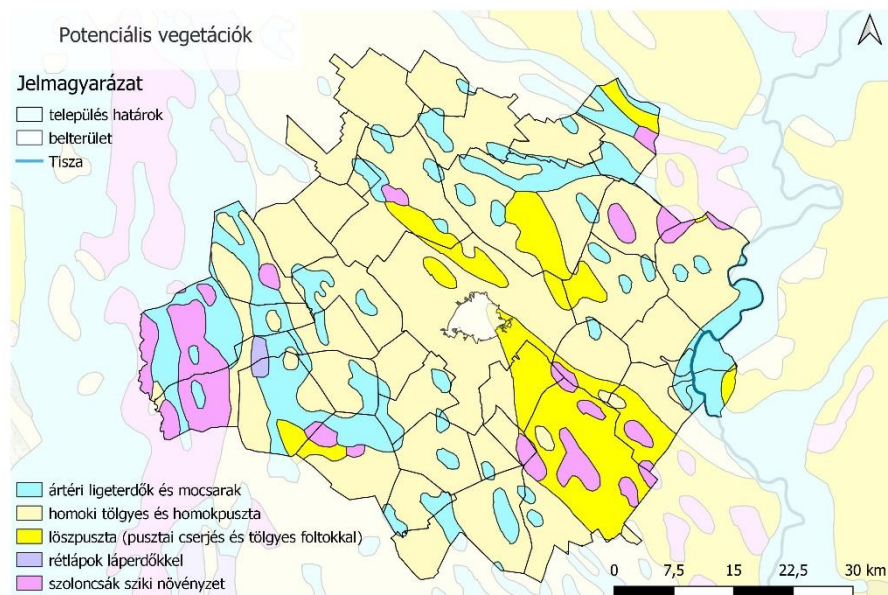 Potenciális vegetációk
Jelmagyarázat
település határok
belterület
Tisza
ártéri ligeterdők és mocsarak
homoki tölgyes és homokpuszta
löszpuszta (pusztai cserjés és tölgyes foltokkal)
rétlápok láperdőkkel
szoloncsák sziki növényzet
0 7,5 15 22,5 30 km